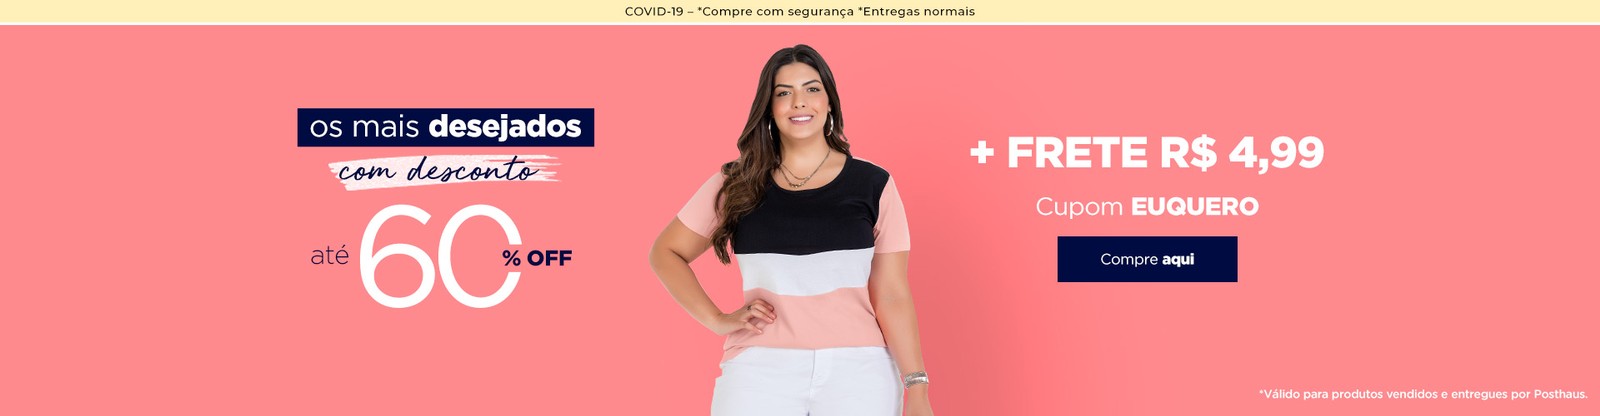 COVID-19 – *Compre com segurança *Entregas normais
os mais desejados
com desconto
até 60% OFF
+ FRETE R$ 4,99
Cupom EUQUERO
Compre aqui
*Válido para produtos vendidos e entregues por Posthaus.